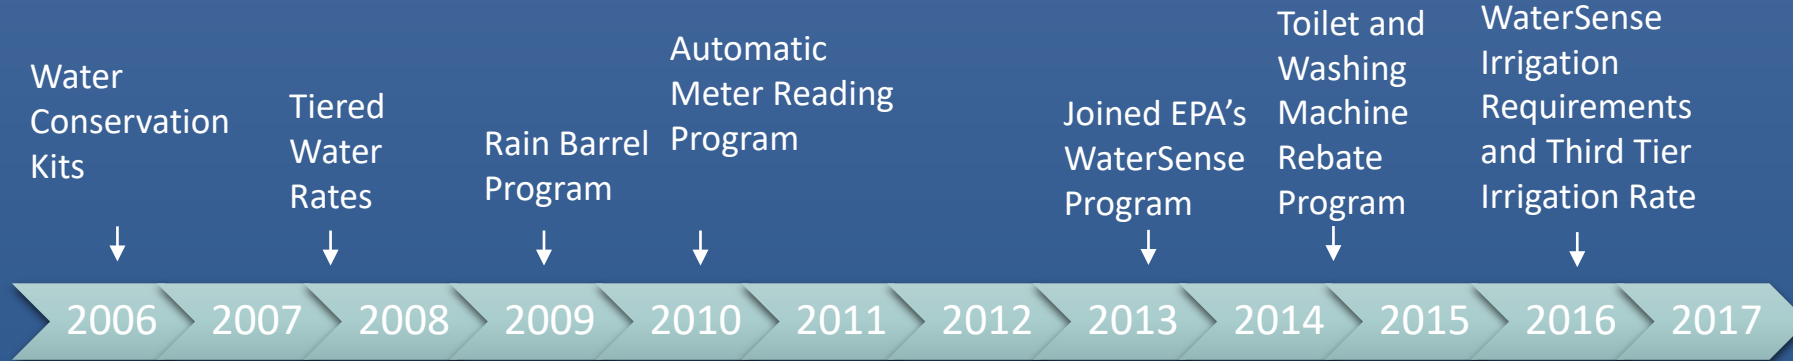 Water
Conservation
Kits
Tiered
Water
Rates
Rain Barrel
Program
Automatic
Meter Reading
Program
Joined EPA’s
WaterSense
Program
Toilet and
Washing
Machine
Rebate
Program
WaterSense
Irrigation
Requirements
and Third Tier
Irrigation Rate
2006 2007 2008 2009 2010 2011 2012 2013 2014 2015 2016 2017